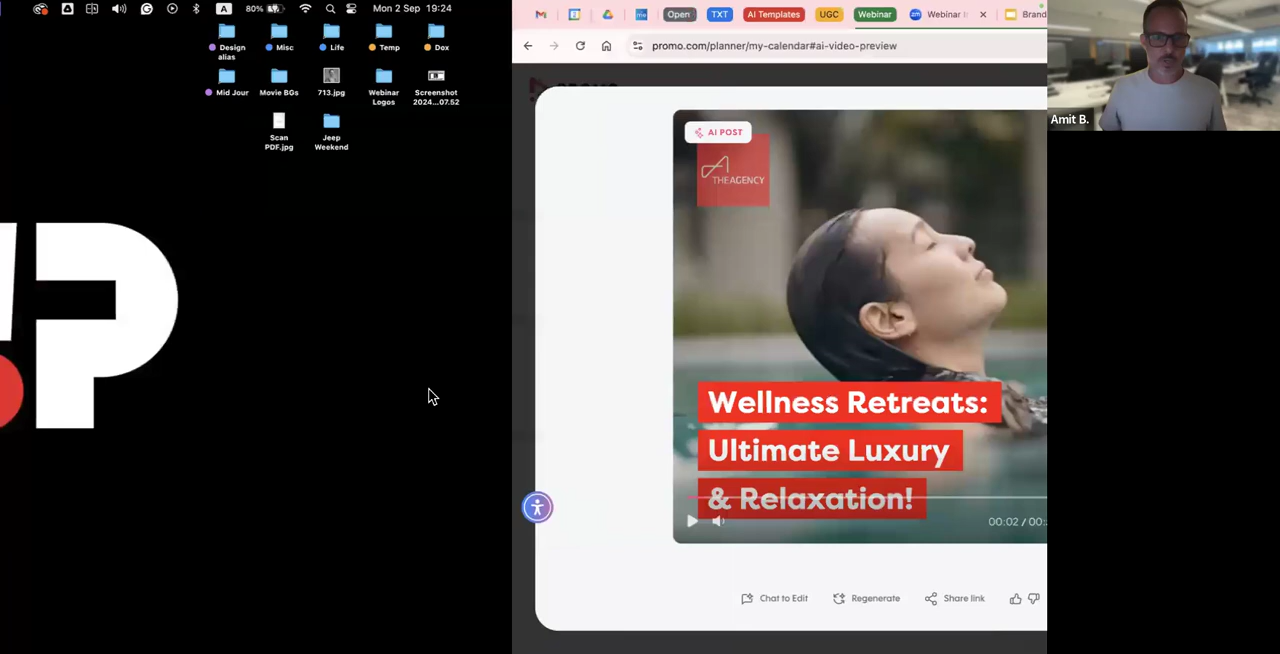 80%
Mon 2 Sep 19:24
Design alias
Misc
Life
Temp
Dox
Mid Jour
Movie BGs
713.jpg
Webinar Logos
Screenshot 2024...07.52
Scan PDF.jpg
Jeep Weekend
Open
TXT
AI Templates
UGC
Webinar
Webinar
Brand
promo.com/planner/my-calendar#ai-video-preview
AI POST
THEAGENCY
Wellness Retreats:
Ultimate Luxury
& Relaxation!
00:02 / 00:
Chat to Edit
Regenerate
Share link
Amit B.